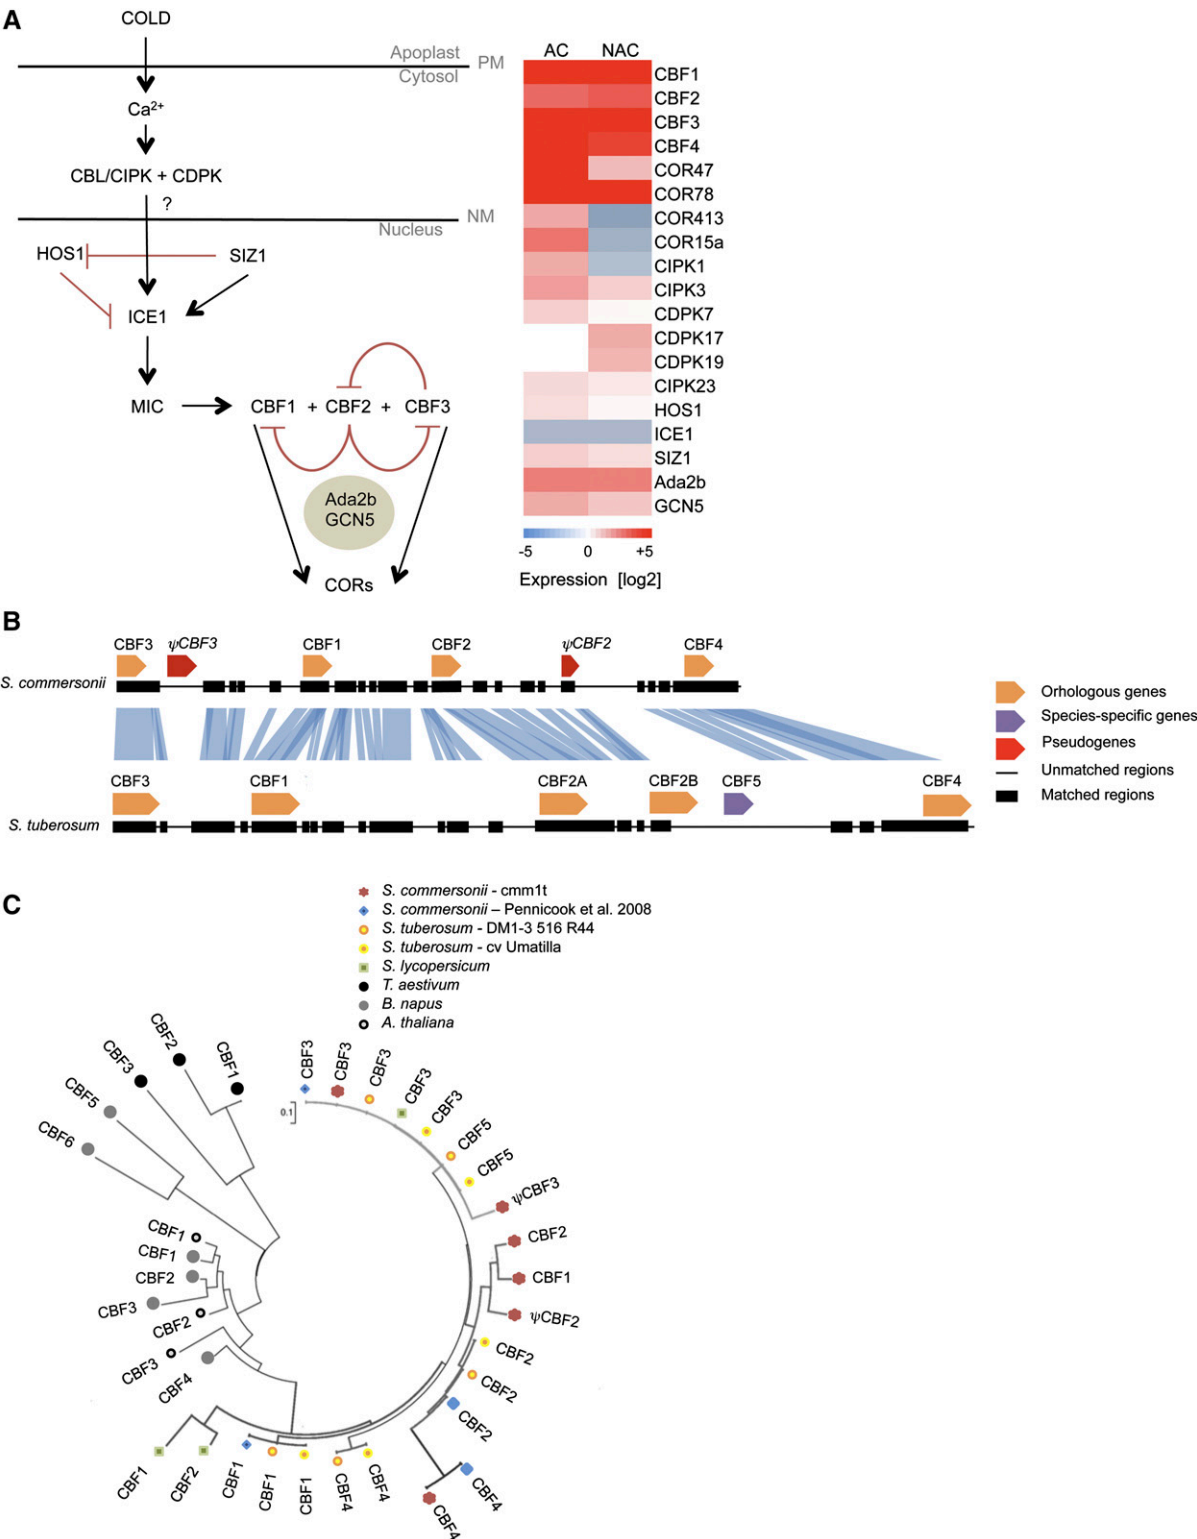 A
COLD
Apoplast
PM
Cytosol
Ca2+
CBL/CIPK + CDPK
?
NM
Nucleus
HOS1
SIZ1
ICE1
MIC
CBF1 + CBF2 + CBF3
Ada2b
GCN5
CORs
AC NAC
CBF1
CBF2
CBF3
CBF4
COR47
COR78
COR413
COR15a
CIPK1
CIPK3
CDPK7
CDPK17
CDPK19
CIPK23
HOS1
ICE1
SIZ1
Ada2b
GCN5
-5 0 +5
Expression [log2]
B
CBF3 ψCBF3 CBF1 CBF2 ψCBF2 CBF4
S. commersonii
CBF3 CBF1 CBF2A CBF2B CBF5 CBF4
S. tuberosum
Orhologous genes
Species-specific genes
Pseudogenes
Unmatched regions
Matched regions
C
S. commersonii - cmm1t
S. commersonii – Pennicook et al. 2008
S. tuberosum - DM1-3 516 R44
S. tuberosum - cv Umatilla
S. lycopersicum
T. aestivum
B. napus
A. thaliana
0.1
CBF3
CBF3
CBF3
CBF3
CBF3
CBF5
CBF5
ψCBF3
CBF2
CBF1
ψCBF2
CBF2
CBF2
CBF2
CBF4
CBF4
CBF4
CBF4
CBF1
CBF1
CBF1
CBF2
CBF1
CBF4
CBF3
CBF2
CBF3
CBF2
CBF1
CBF1
CBF6
CBF5
CBF3
CBF2
CBF1